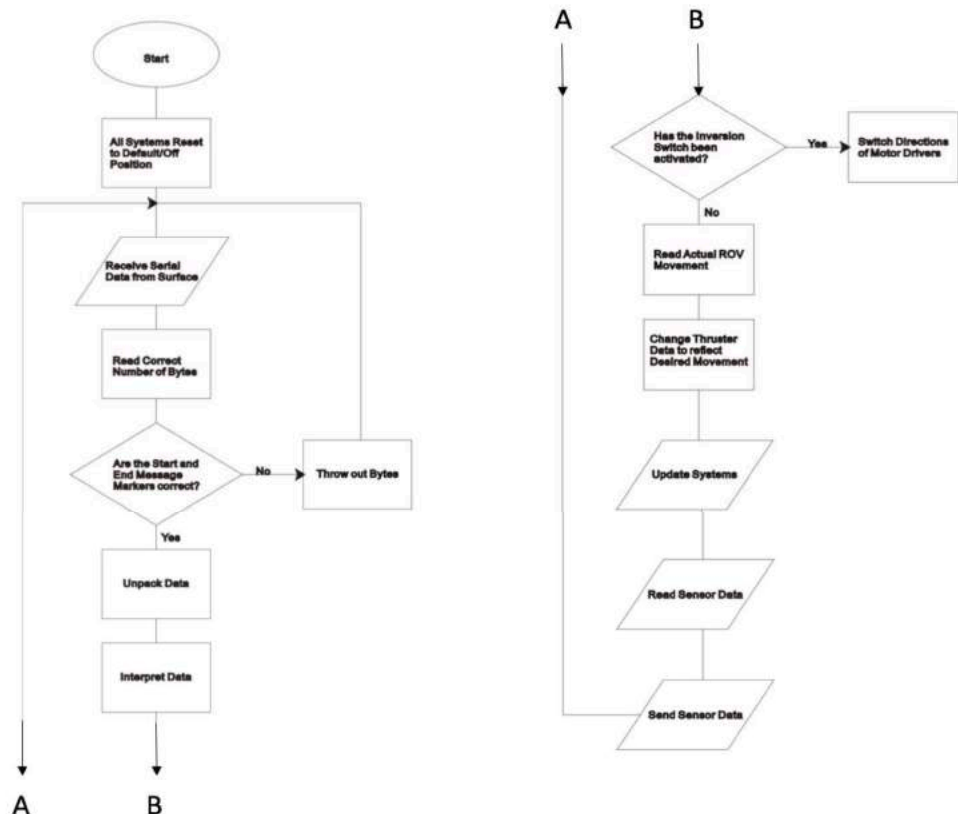 Start
All Systems Reset
to Default/Off
Position
Receive Serial
Data from Surface
Read Correct
Number of Bytes
Are the Start and
End Message
Markers correct?
No
Throw out Bytes
Yes
Unpack Data
Interpret Data
A
B
A
B
Has the Inversion
Switch been
activated?
Yes
Switch Directions
of Motor Drivers
No
Read Actual ROV
Movement
Change Thruster
Data to reflect
Desired Movement
Update Systems
Read Sensor Data
Send Sensor Data